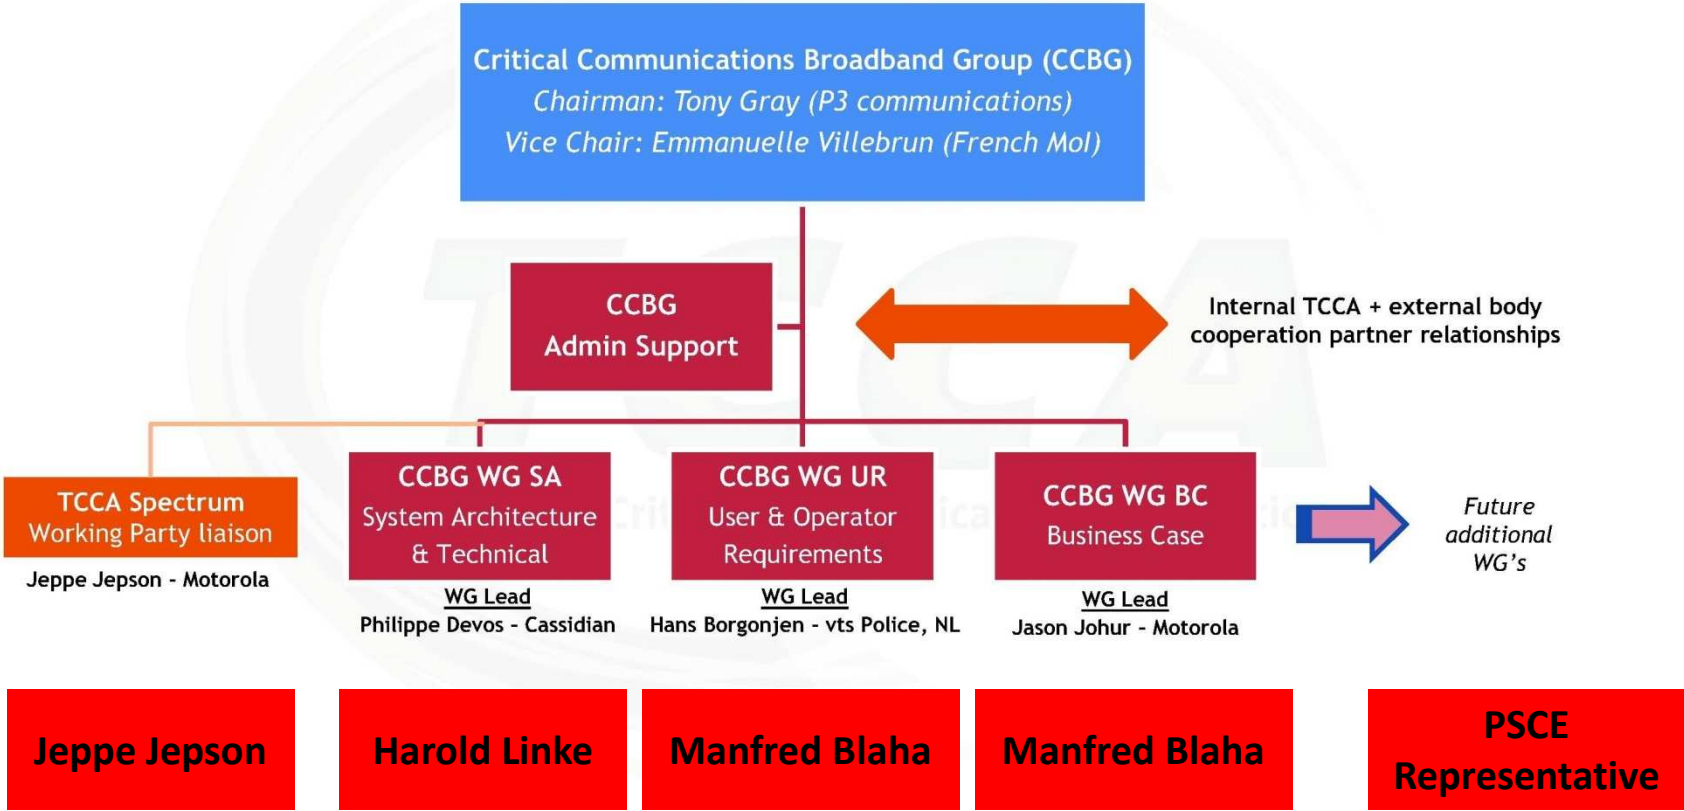 Critical Communications Broadband Group (CCBG)
Chairman: Tony Gray (P3 communications)
Vice Chair: Emmanuelle Villebrun (French MoI)
CCBG
Admin Support
Internal TCCA + external body
cooperation partner relationships
TCCA Spectrum
Working Party liaison
Jeppe Jepson - Motorola
CCBG WG SA
System Architecture
& Technical
WG Lead
Philippe Devos - Cassidian
CCBG WG UR
User & Operator
Requirements
WG Lead
Hans Borgonjen - vts Police, NL
CCBG WG BC
Business Case
WG Lead
Jason Johur - Motorola
Future
additional
WG's
Jeppe Jepson
Harold Linke
Manfred Blaha
Manfred Blaha
PSCE
Representative
TCCA